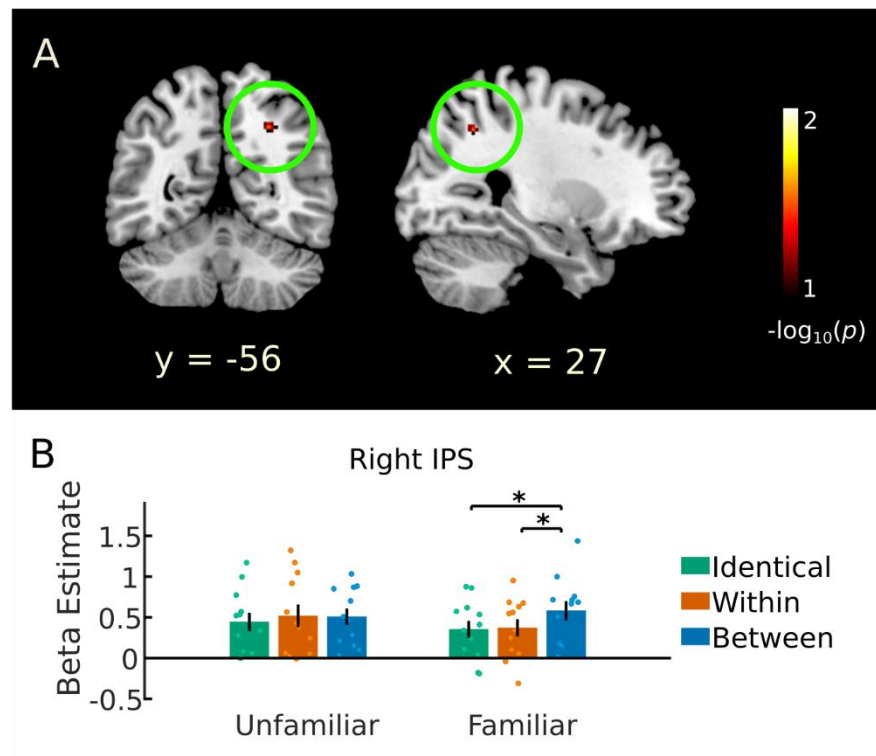 A
2
1
-log10(p)
y = -56
x = 27
B
Right IPS
*
*
Beta Estimate
1.5
1
0.5
0
-0.5
Identical
Within
Between
Unfamiliar
Familiar